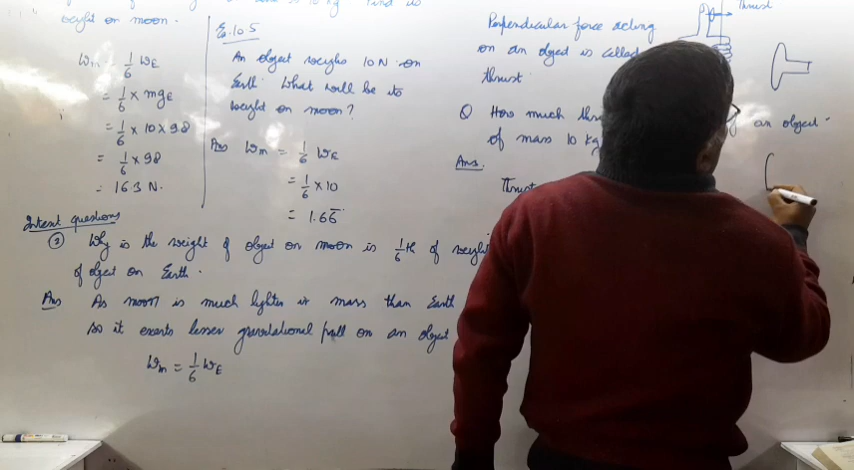 weight on moon.
Wm = 1/6 WE
= 1/6 × mgE
= 1/6 × 10 × 9.8
= 1/6 × 98
= 16.3 N.
Ex. 10.5
An object weighs 10 N on
Earth. What will be its
weight on moon?
Ans Wm = 1/6 WE
= 1/6 × 10
= 1.66
Intext questions
② Why is the weight of object on moon is 1/6 th of weight
of object on Earth.
Ans As moon is much lighter in mass than Earth
so it exerts lesser gravitational pull on an object
Wm = 1/6 WE
Thrust
Perpendicular force acting
on an object is called
thrust
Q How much an object.
of mass 10 kg
Ans.
Thrust